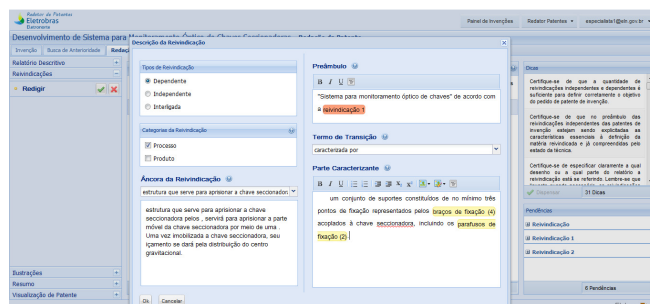 Redator de Patentes
Eletrobras
Eletronorte
Painel de Invenções
Redator Patentes
especialista1@eln.gov.br
Desenvolvimento de Sistema para Monitoramento Óptico de Chaves Seccionadoras - Redação de Patente
Invenção
Busca de Anterioridade
Redação
Relatório Descritivo
Reivindicações
Redigir
Ilustrações
Resumo
Visualização de Patente
Descrição da Reivindicação
Tipos de Reivindicação
Dependente
Independente
Interligada
Categorias da Reivindicação
Processo
Produto
Âncora da Reivindicação
estrutura que serve para aprisionar a chave seccionador
estrutura que serve para aprisionar a chave
seccionadora pelos , servirá para aprisionar a parte
móvel da chave seccionadora por meio de uma .
Uma vez imobilizada a chave seccionadora, seu
içamento se dará pela distribuição do centro
gravitacional.
Ok
Cancelar
Preâmbulo
B I U
"Sistema para monitoramento óptico de chaves" de acordo com
a reivindicação 1
Termo de Transição
caracterizada por
Parte Caracterizante
B I U
um conjunto de suportes constituídos de no mínimo três
pontos de fixação representados pelos braços de fixação (4)
acoplados à chave seccionadora, incluindo os parafusos de
fixação (2).
Dicas
Certifique-se de que a quantidade de
reivindicações independentes e dependentes é
suficiente para definir corretamente o objetivo
do pedido de patente de invenção.
Certifique-se de que no preâmbulo das
reivindicações independentes das patentes de
invenção estejam sendo explicitadas as
características essenciais à definição da
matéria reivindicada e já compreendidas pelo
estado da técnica.
Certifique-se de especificar claramente a qual
desenho ou a qual parte do relatório a
reivindicação está se referindo. Lembre-se que
Dispensar
31 Dicas
Pendências
Reivindicação
Reivindicação 1
Reivindicação 2
6 Pendências